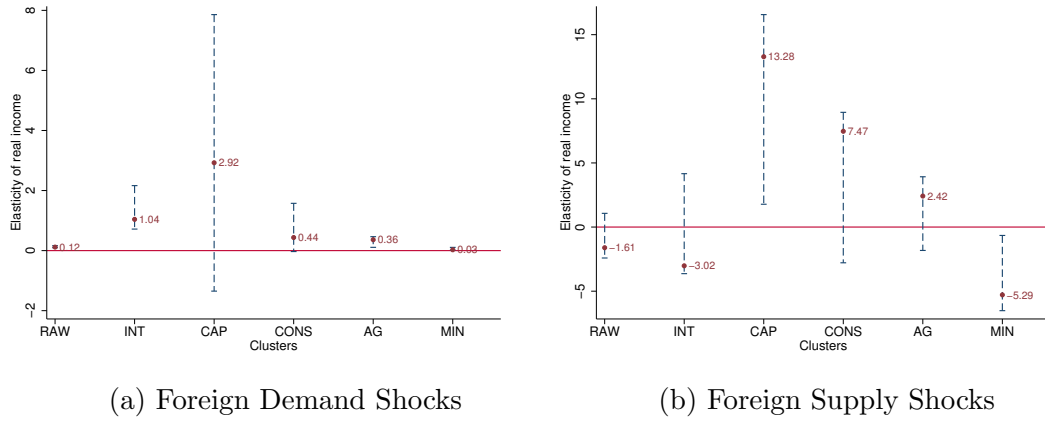 Elasticity of real income
8
6
4
2
0
−2
0.12
1.04
2.92
0.44
0.36
0.03
RAW INT CAP CONS AG MIN
Clusters
(a) Foreign Demand Shocks
Elasticity of real income
15
10
5
0
−5
−1.61
−3.02
13.28
7.47
2.42
−5.29
RAW INT CAP CONS AG MIN
Clusters
(b) Foreign Supply Shocks